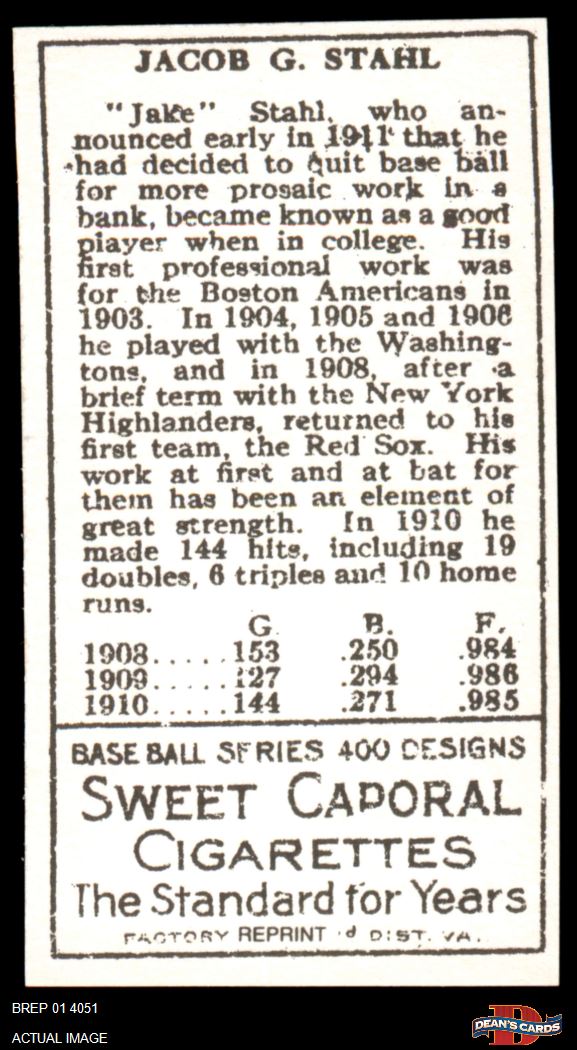 JACOB G. STAHL
"Jake" Stahl, who an-
nounced early in 1911 that he
had decided to quit base ball
for more prosaic work in a
bank, became known as a good
player when in college. His
first professional work was
for the Boston Americans in
1903. In 1904, 1905 and 1906
he played with the Washing-
tons, and in 1908, after a
brief term with the New York
Highlanders, returned to his
first team, the Red Sox. His
work at first and at bat for
them has been an element of
great strength. In 1910 he
made 144 hits, including 19
doubles, 6 triples and 10 home
runs.
G. B. F.
1908.....153 .250 .984
1909.....127 .294 .986
1910.....144 .271 .985
BASE BALL SERIES 400 DESIGNS
SWEET CAPORAL
CIGARETTES
The Standard for Years
FACTORY REPRINT d DIST. VA.
BREP 01 4051
ACTUAL IMAGE
D
DEAN'S CARDS